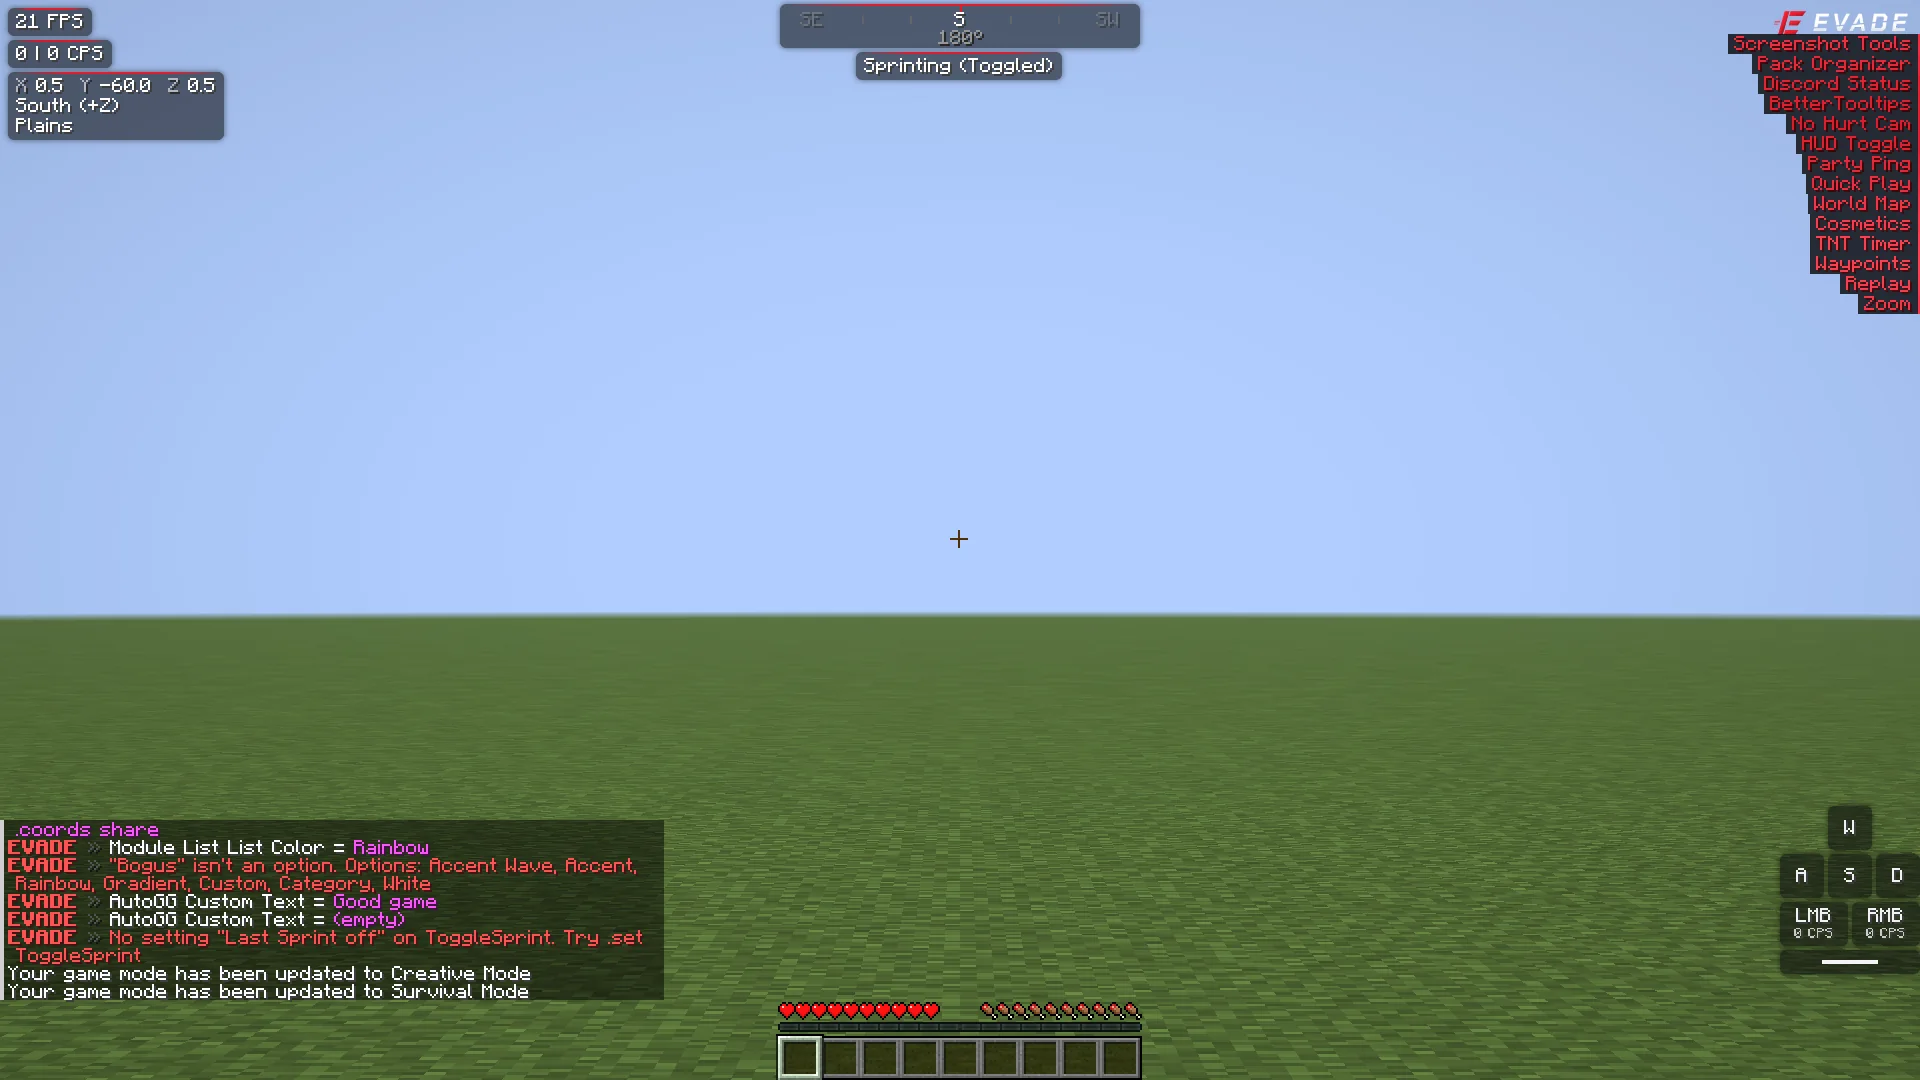 21 FPS
0 | 0 CPS
X 0.5 Y -60.0 Z 0.5
South (+Z)
Plains
SE S SW
180°
Sprinting (Toggled)
EVADE
Screenshot Tools
Pack Organizer
Discord Status
BetterTooltips
No Hurt Cam
HUD Toggle
Party Ping
Quick Play
World Map
Cosmetics
TNT Timer
Waypoints
Replay
Zoom
.coords share
EVADE » Module List List Color = Rainbow
EVADE » "Bogus" isn't an option. Options: Accent Wave, Accent,
Rainbow, Gradient, Custom, Category, White
EVADE » AutoGG Custom Text = Good game
EVADE » AutoGG Custom Text = (empty)
EVADE » No setting "Last Sprint off" on ToggleSprint. Try .set
ToggleSprint
Your game mode has been updated to Creative Mode
Your game mode has been updated to Survival Mode
W
A S D
LMB RMB
0 CPS 0 CPS